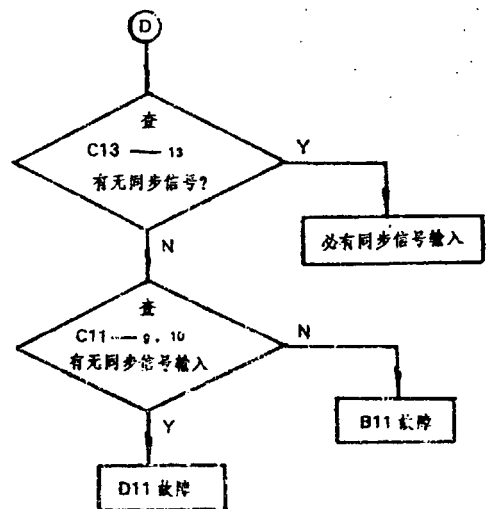 D
查
C13 —— 13
有无同步信号?
Y
必有同步信号输入
N
查
C11 —— 9, 10
有无同步信号输入
N
B11 故障
Y
D11 故障